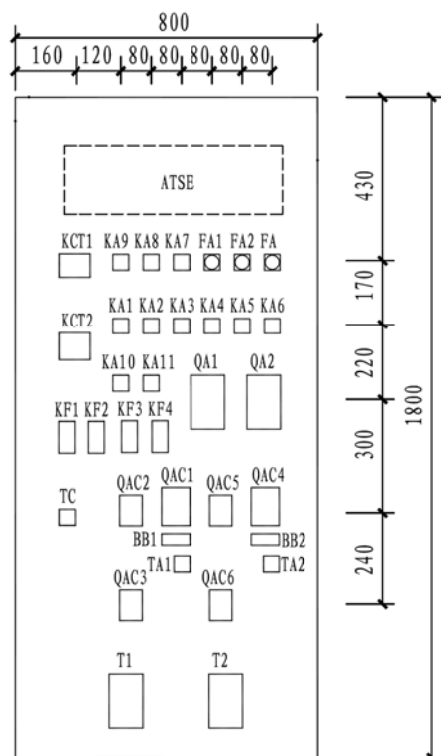 800
160 120 80 80 80 80 80
ATSE
430
KCT1 KA9 KA8 KA7 FA1 FA2 FA
170
KA1 KA2 KA3 KA4 KA5 KA6
KCT2
220
KA10 KA11 QA1 QA2
1800
KF1 KF2 KF3 KF4
300
QAC2 QAC1 QAC5 QAC4
TC
BB1 BB2
TA1 TA2
240
QAC3 QAC6
T1 T2